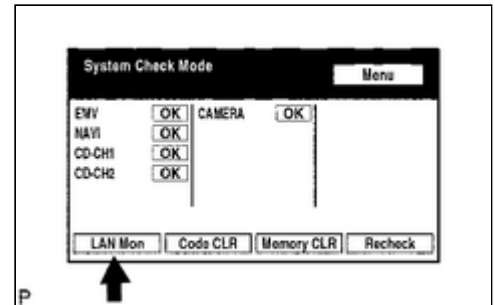 System Check Mode
Menu
EMV OK CAMERA OK
NAVI OK
CD-CH1 OK
CD-CH2 OK
LAN Mon Code CLR Memory CLR Recheck
P